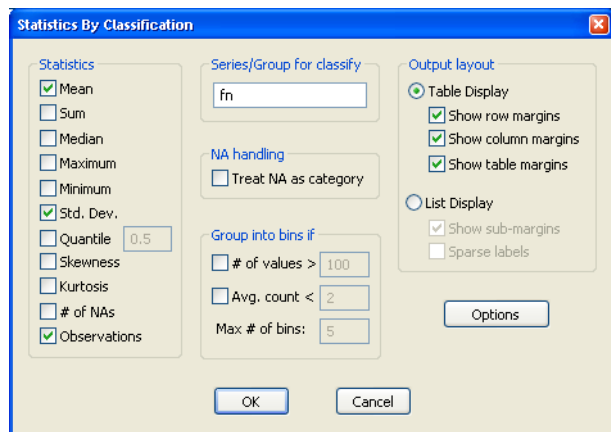 Statistics By Classification
Statistics
Mean
Sum
Median
Maximum
Minimum
Std. Dev.
Quantile 0.5
Skewness
Kurtosis
# of NAs
Observations
Series/Group for classify
fn
NA handling
Treat NA as category
Group into bins if
# of values > 100
Avg. count < 2
Max # of bins: 5
Output layout
Table Display
Show row margins
Show column margins
Show table margins
List Display
Show sub-margins
Sparse labels
Options
OK
Cancel